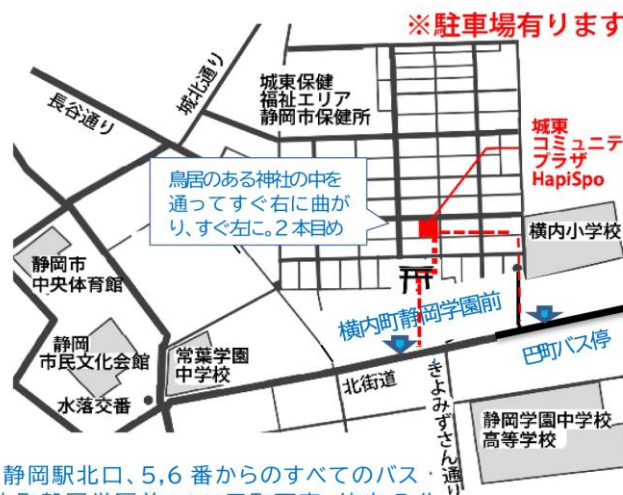 ※駐車場有ります
城北通り
長谷通り
城東保健
福祉エリア
静岡市保健所
城東
コミュニテ
プラザ
HapiSpo
鳥居のある神社の中を
通ってすぐ右に曲が
り、すぐ左に。2本目め
横内小学校
静岡市
中央体育館
横内町静岡学園前
巴町バス停
静岡
市民文化会館
常葉学園
中学校
北街道
水落交番
きよみずさん通り
静岡学園中学校
高等学校
静岡駅北口、5,6 番からのすべてのバス・